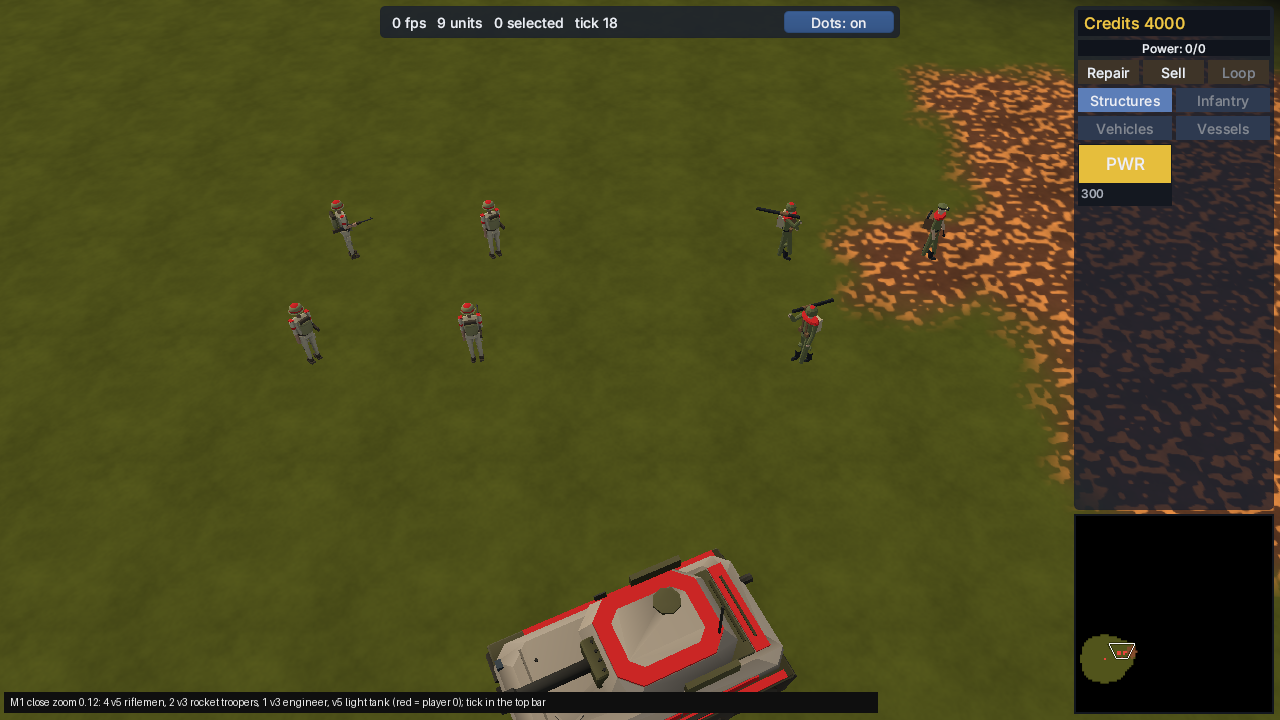 0 fps 9 units 0 selected tick 18 Dots: on
Credits 4000
Power: 0/0
Repair Sell Loop
Structures Infantry
Vehicles Vessels
PWR
300
M1 close zoom 0.12: 4 v5 riflemen, 2 v3 rocket troopers, 1 v3 engineer, v5 light tank (red = player 0); tick in the top bar